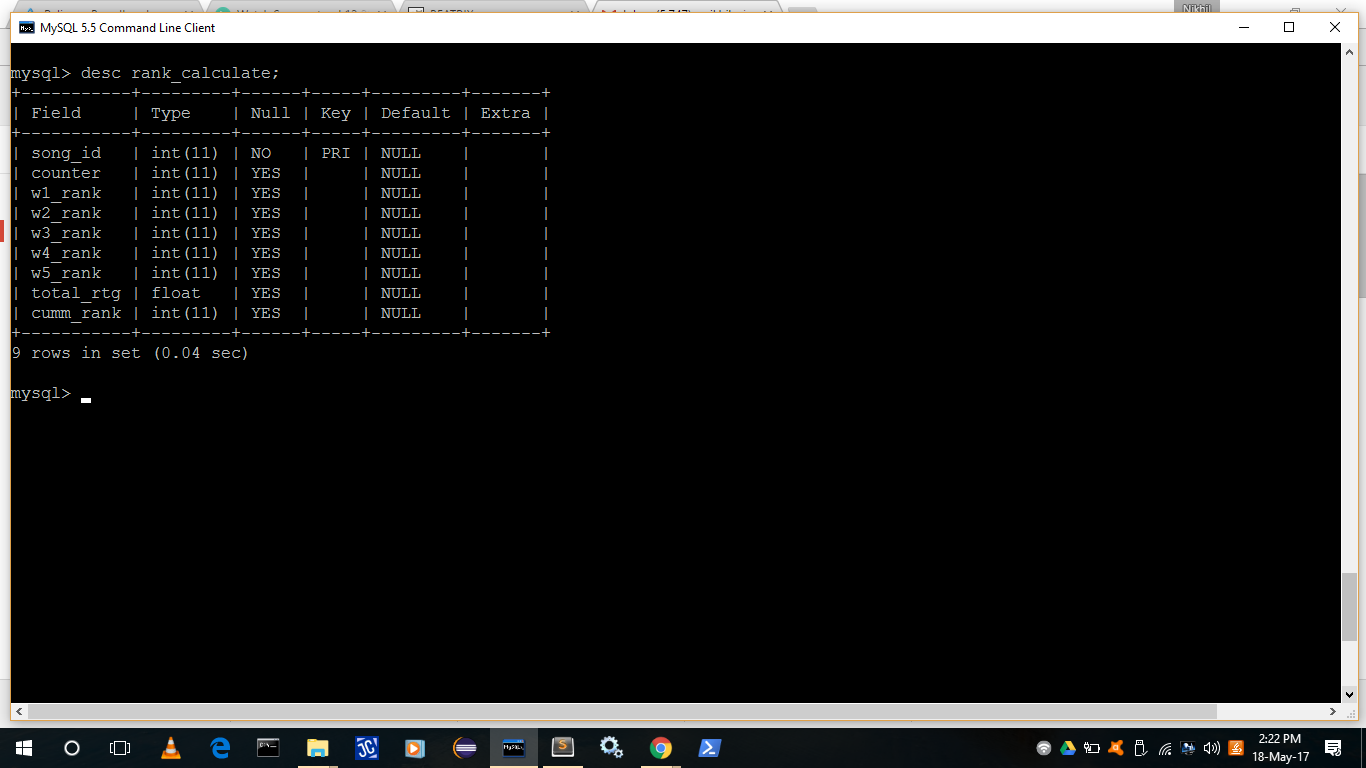 Nikhil
MySQL 5.5 Command Line Client
mysql> desc rank_calculate;
+-----------+---------+------+-----+---------+-------+
| Field     | Type    | Null | Key | Default | Extra |
+-----------+---------+------+-----+---------+-------+
| song_id   | int(11) | NO   | PRI | NULL    |       |
| counter   | int(11) | YES  |     | NULL    |       |
| w1_rank   | int(11) | YES  |     | NULL    |       |
| w2_rank   | int(11) | YES  |     | NULL    |       |
| w3_rank   | int(11) | YES  |     | NULL    |       |
| w4_rank   | int(11) | YES  |     | NULL    |       |
| w5_rank   | int(11) | YES  |     | NULL    |       |
| total_rtg | float   | YES  |     | NULL    |       |
| cumm_rank | int(11) | YES  |     | NULL    |       |
+-----------+---------+------+-----+---------+-------+
9 rows in set (0.04 sec)
mysql>
2:22 PM
18-May-17